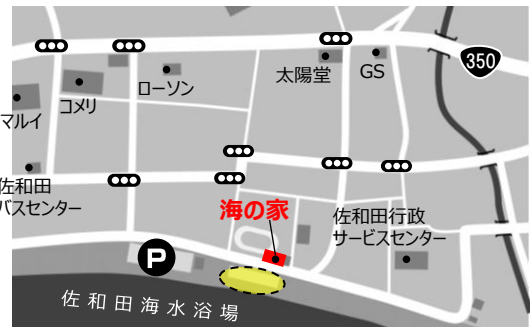 350
太陽堂
GS
ローソン
コメリ
マルイ
佐和田
バスセンター
海の家
佐和田行政
サービスセンター
P
佐和田海水浴場